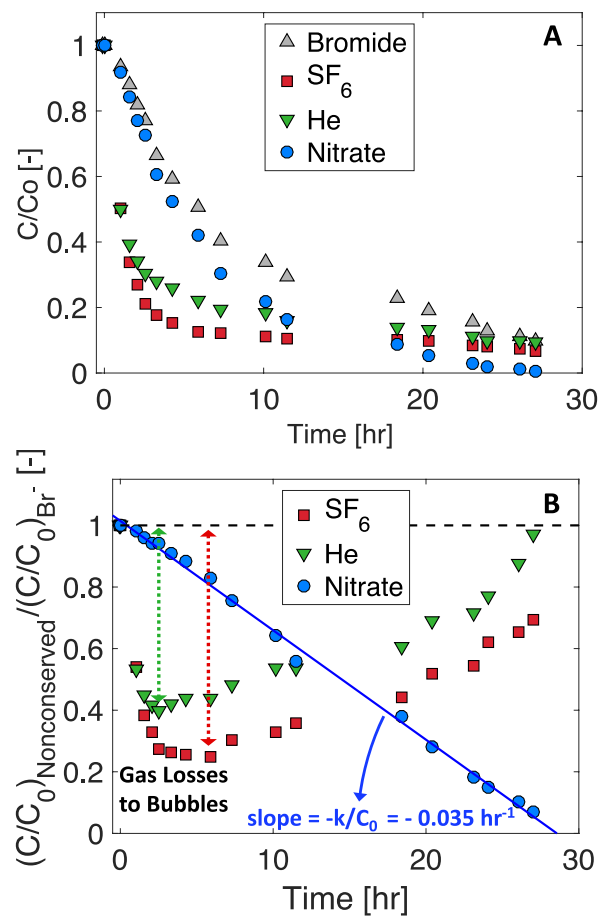 A
Bromide
SF6
He
Nitrate
C/Co [-]
1
0.8
0.6
0.4
0.2
0
0 10 20 30
Time [hr]
B
SF6
He
Nitrate
(C/C0)Nonconserved/(C/C0)Br- [-]
1
0.8
0.6
0.4
0.2
0
Gas Losses
to Bubbles
slope = -k/C0 = - 0.035 hr-1
0 10 20 30
Time [hr]